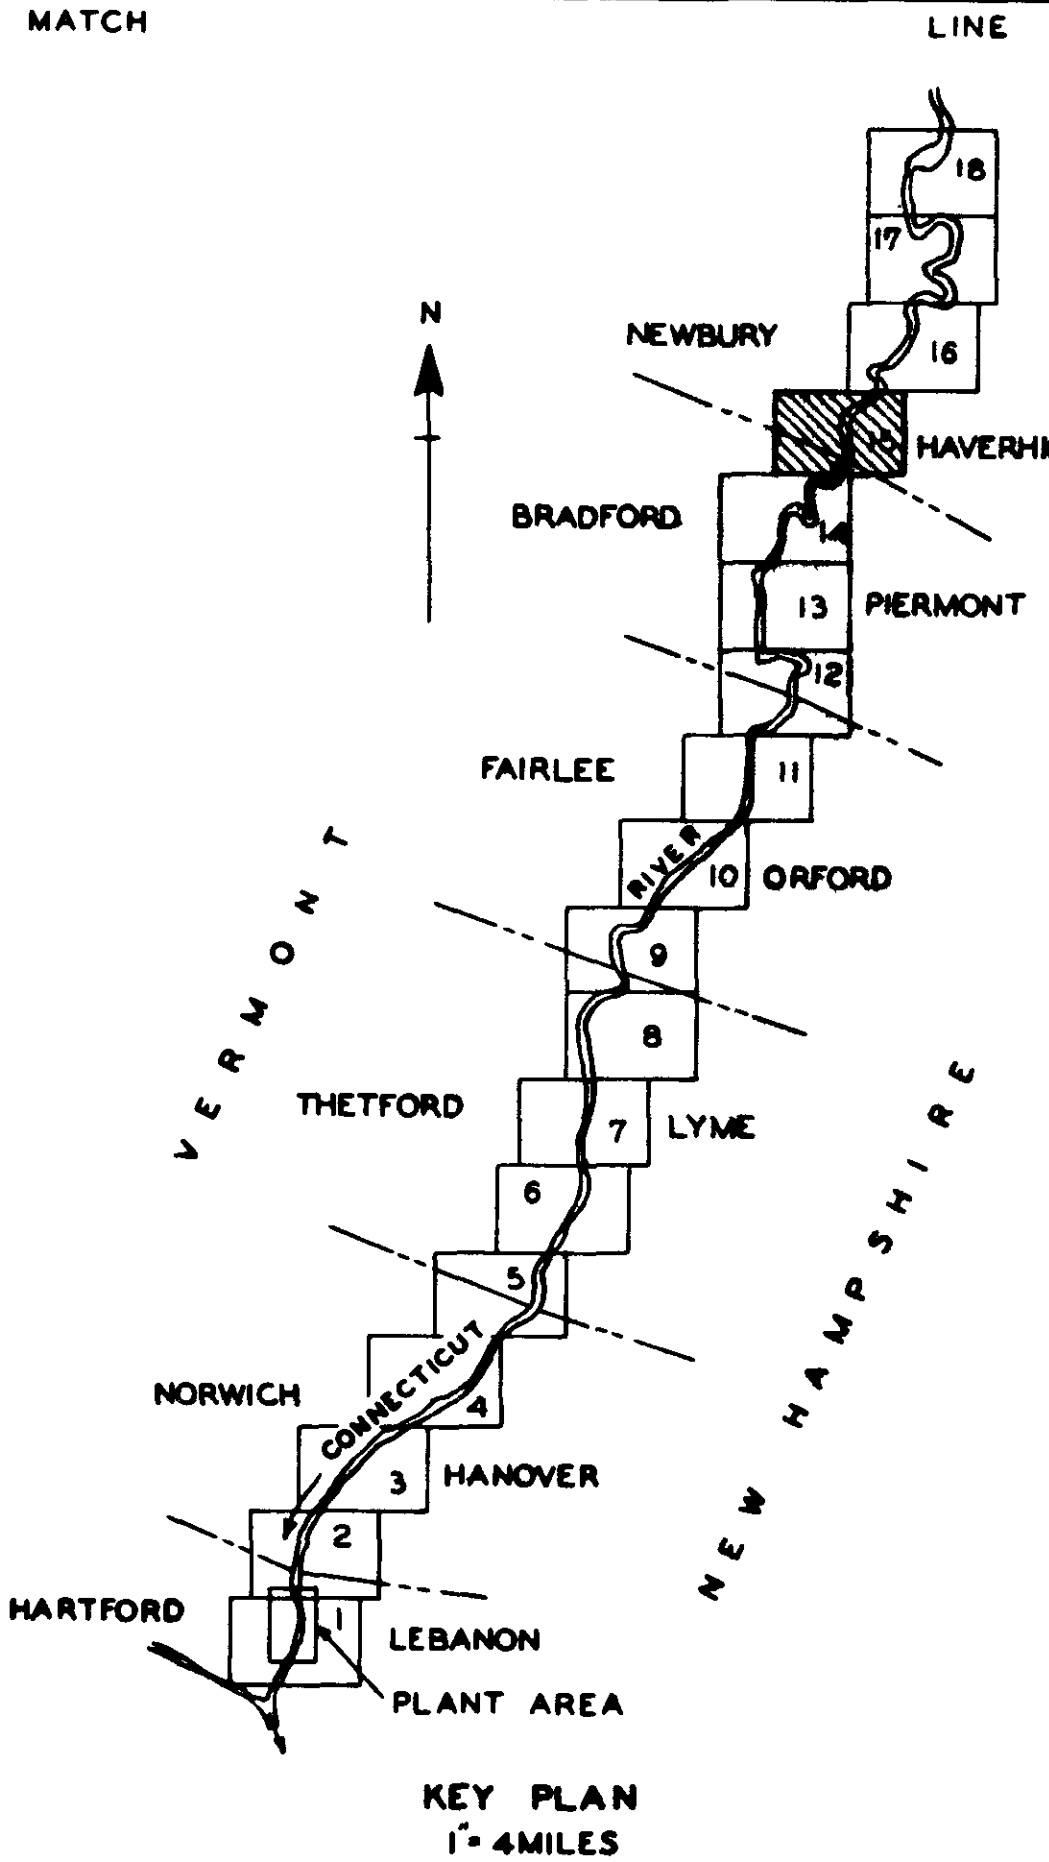 MATCH LINE
18
17
N
NEWBURY
16
15
HAVERHI
BRADFORD
14
13
PIERMONT
12
FAIRLEE
11
RIVER
10
ORFORD
VERMONT
9
8
THETFORD
7
LYME
6
NEW HAMPSHIRE
5
CONNECTICUT
NORWICH
4
3
HANOVER
2
HARTFORD
1
LEBANON
PLANT AREA
KEY PLAN
1"= 4MILES